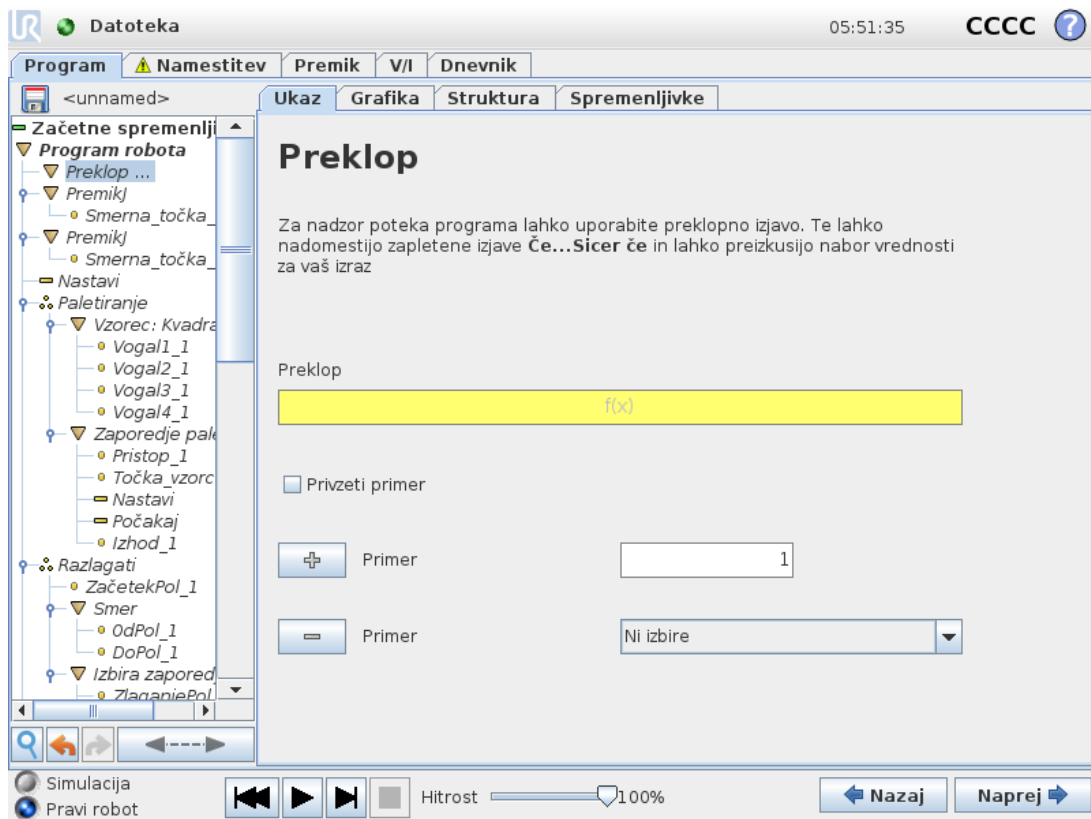 UR Datoteka 05:51:35 CCCC ?
Program Namestitev Premik V/I Dnevnik
<unnamed>
Ukaz Grafika Struktura Spremenljivke
Začetne spremenlji
Program robota
Preklop ...
PremikJ
Smerna_točka_
PremikJ
Smerna_točka_
Nastavi
Paletiranje
Vzorec: Kvadra
Vogal1_1
Vogal2_1
Vogal3_1
Vogal4_1
Zaporedje pale
Pristop_1
Točka_vzorc
Nastavi
Počakaj
Izhod_1
Razlagati
ZačetekPol_1
Smer
OdPol_1
DoPol_1
Izbira zapored
ZlaganjePol
Preklop
Za nadzor poteka programa lahko uporabite preklopno izjavo. Te lahko
nadomestijo zapletene izjave Če...Sicer če in lahko preizkusijo nabor vrednosti
za vaš izraz
Preklop
f(x)
Privzeti primer
Primer 1
Primer Ni izbire
Simulacija
Pravi robot
Hitrost 100%
Nazaj Naprej